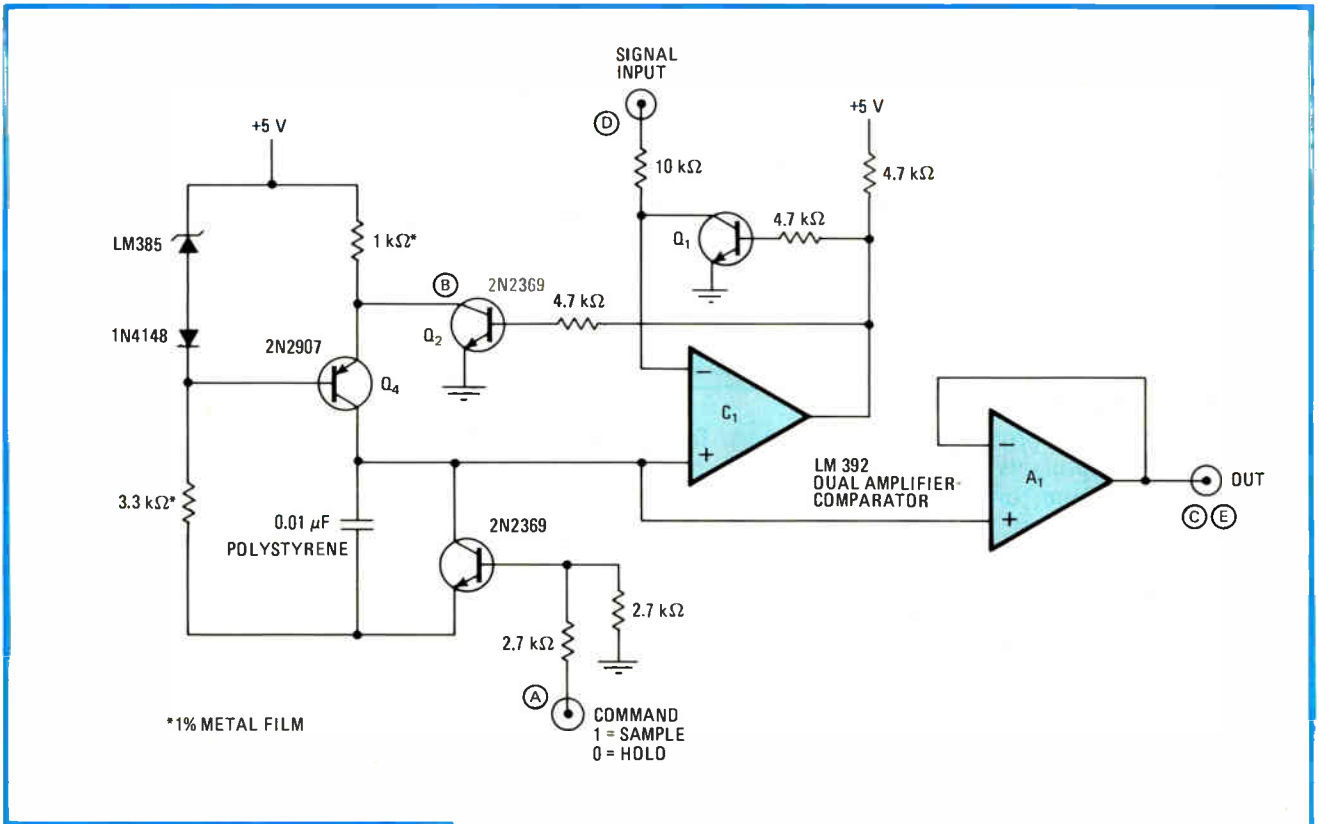 SIGNAL
INPUT
D
+5 V
+5 V
10 kΩ
4.7 kΩ
LM385
1 kΩ*
4.7 kΩ
Q1
B
2N2369
4.7 kΩ
1N4148
Q2
2N2907
Q4
−
C1
+
−
A1
+
LM 392
DUAL AMPLIFIER-
COMPARATOR
OUT
C E
3.3 kΩ*
0.01 µF
POLYSTYRENE
2N2369
2.7 kΩ
2.7 kΩ
A
COMMAND
1 = SAMPLE
0 = HOLD
*1% METAL FILM